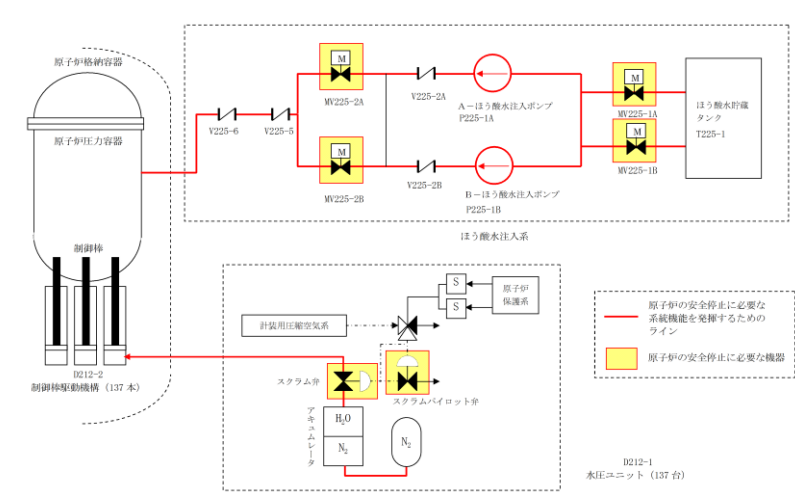 原子炉格納容器
原子炉圧力容器
制御棒
D212-2
制御棒駆動機構（137 本）
V225-6
V225-5
M
MV225-2A
M
MV225-2B
V225-2A
V225-2B
A－ほう酸水注入ポンプ
P225-1A
B－ほう酸水注入ポンプ
P225-1B
M
MV225-1A
M
MV225-1B
ほう酸水貯蔵
タンク
T225-1
ほう酸水注入系
S
S
原子炉
保護系
計装用圧縮空気系
スクラム弁
スクラムパイロット弁
アキュムレータ
H2O
N2
N2
D212-1
水圧ユニット（137 台）
原子炉の安全停止に必要な
系統機能を発揮するための
ライン
原子炉の安全停止に必要な機器